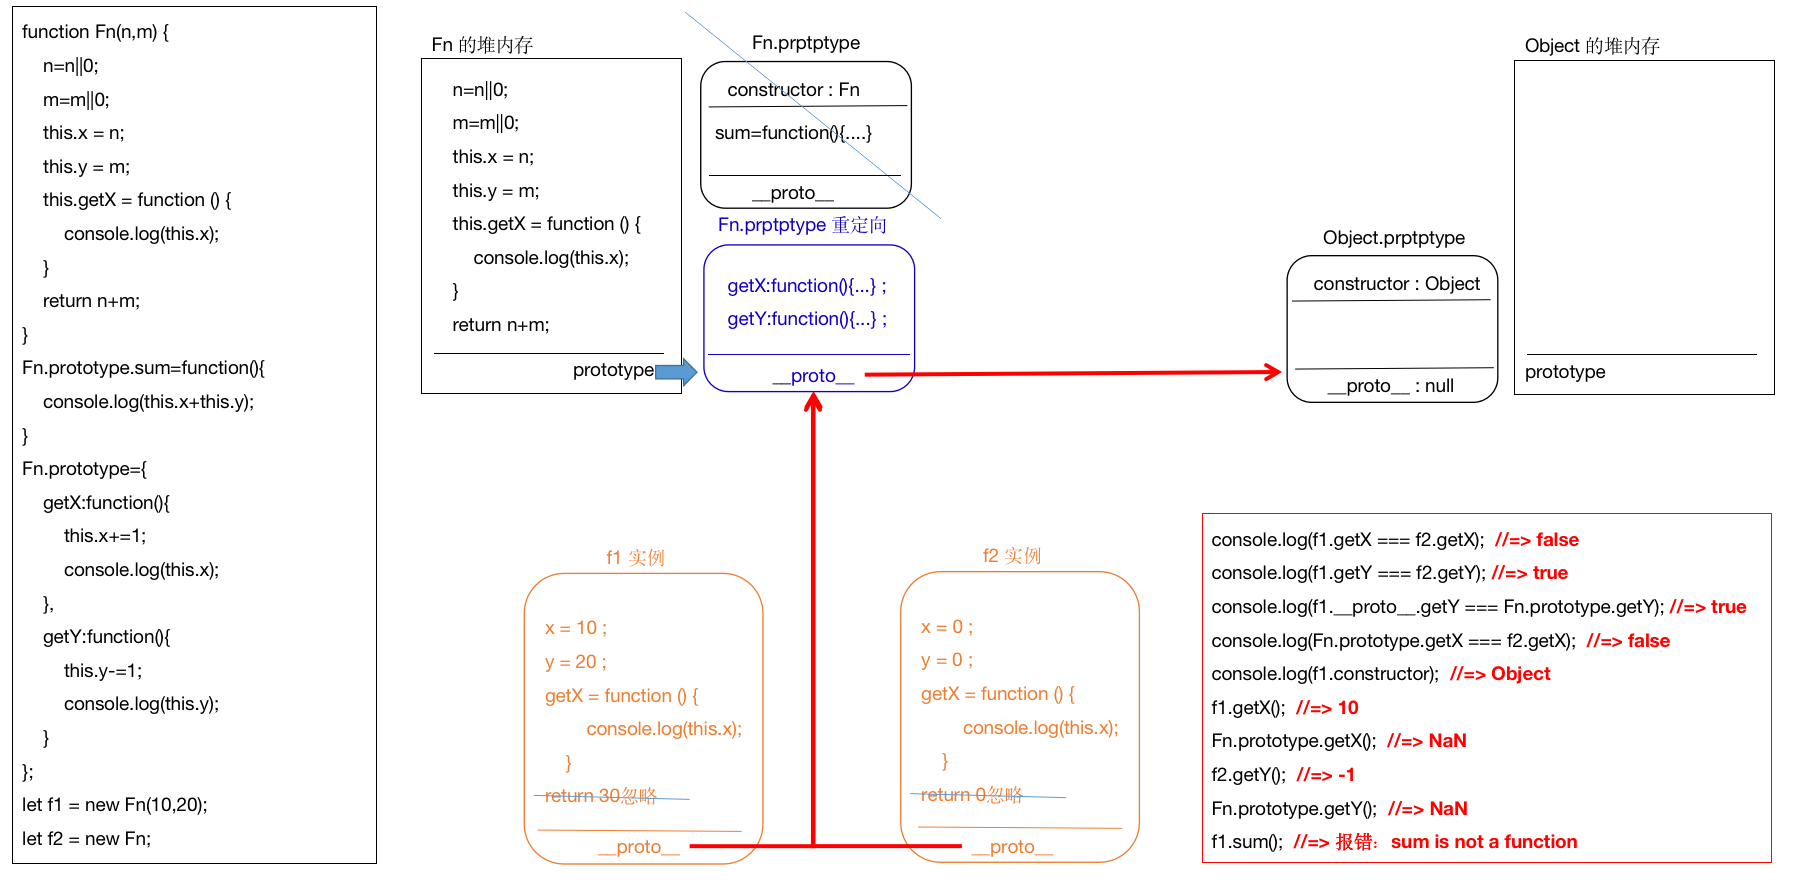 function Fn(n,m) {
n=n||0;
m=m||0;
this.x = n;
this.y = m;
this.getX = function () {
console.log(this.x);
}
return n+m;
}
Fn.prototype.sum=function(){
console.log(this.x+this.y);
}
Fn.prototype={
getX:function(){
this.x+=1;
console.log(this.x);
},
getY:function(){
this.y-=1;
console.log(this.y);
}
};
let f1 = new Fn(10,20);
let f2 = new Fn;
Fn 的堆内存
n=n||0;
m=m||0;
this.x = n;
this.y = m;
this.getX = function () {
console.log(this.x);
}
return n+m;
prototype
Fn.prptptype
constructor : Fn
sum=function(){....}
__proto__
Fn.prptptype 重定向
getX:function(){...} ;
getY:function(){...} ;
__proto__
Object.prptptype
constructor : Object
__proto__ : null
Object 的堆内存
prototype
f1 实例
x = 10 ;
y = 20 ;
getX = function () {
console.log(this.x);
}
return 30忽略
__proto__
f2 实例
x = 0 ;
y = 0 ;
getX = function () {
console.log(this.x);
}
return 0忽略
__proto__
console.log(f1.getX === f2.getX); //=> false
console.log(f1.getY === f2.getY); //=> true
console.log(f1.__proto__.getY === Fn.prototype.getY); //=> true
console.log(Fn.prototype.getX === f2.getX); //=> false
console.log(f1.constructor); //=> Object
f1.getX(); //=> 10
Fn.prototype.getX(); //=> NaN
f2.getY(); //=> -1
Fn.prototype.getY(); //=> NaN
f1.sum(); //=> 报错：sum is not a function